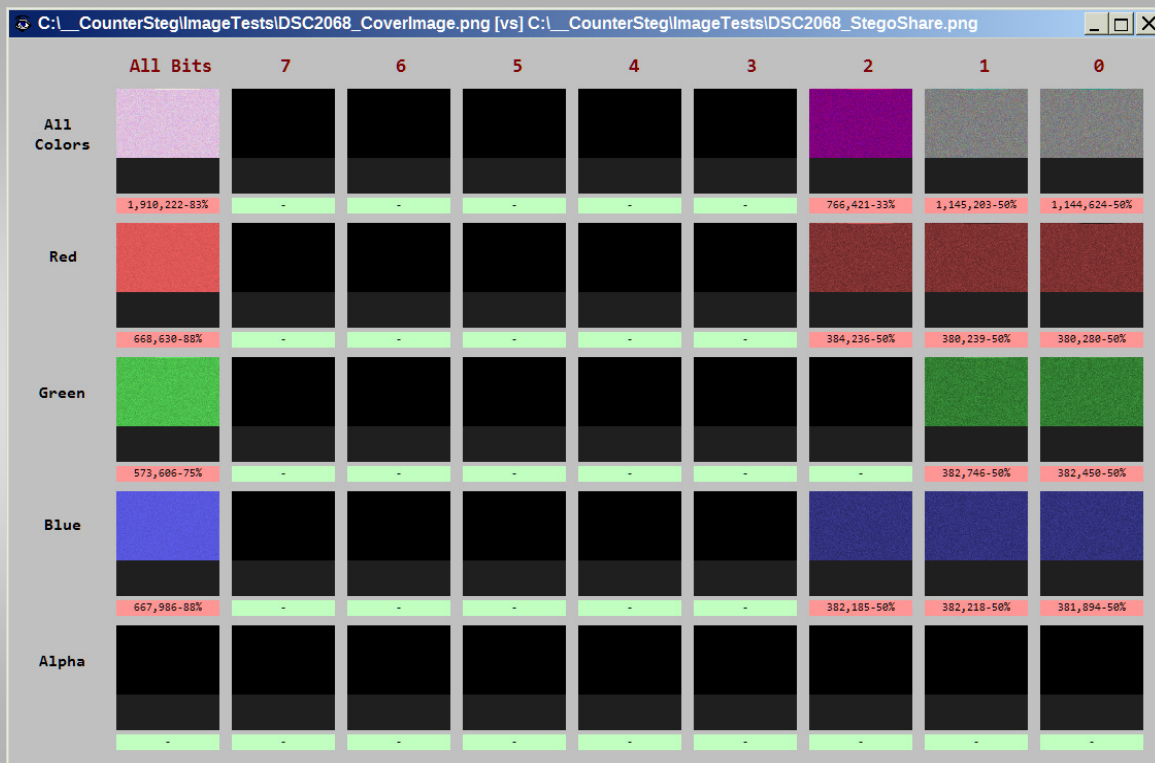 C:\__CounterSteg\ImageTests\DSC2068_CoverImage.png [vs] C:\__CounterSteg\ImageTests\DSC2068_StegoShare.png
All Bits 7 6 5 4 3 2 1 0
All
Colors
1,910,222-83% - - - - - 766,421-33% 1,145,203-50% 1,144,624-50%
Red
668,630-88% - - - - - 384,236-50% 380,239-50% 380,280-50%
Green
573,606-75% - - - - - - 382,746-50% 382,450-50%
Blue
667,986-88% - - - - - 382,185-50% 382,218-50% 381,894-50%
Alpha
- - - - - - - - -